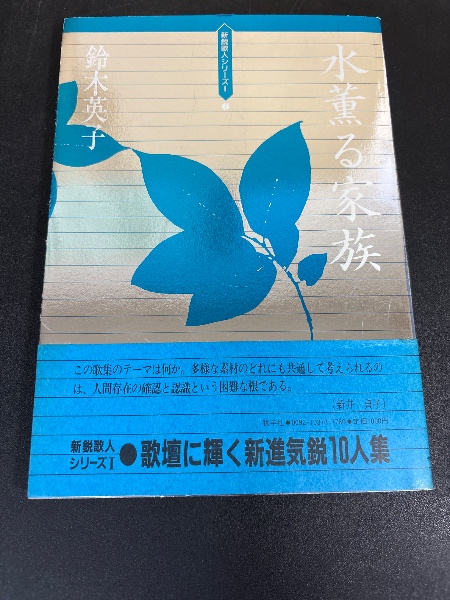 新鋭歌人シリーズI
水薫る家族
鈴木英子
この歌集のテーマは何か。多様な素材のどれにも共通して考えられるの
は、人間存在の確認と認識という困難な根である。
新鋭歌人
シリーズI
●歌壇に輝く新進気鋭10人集